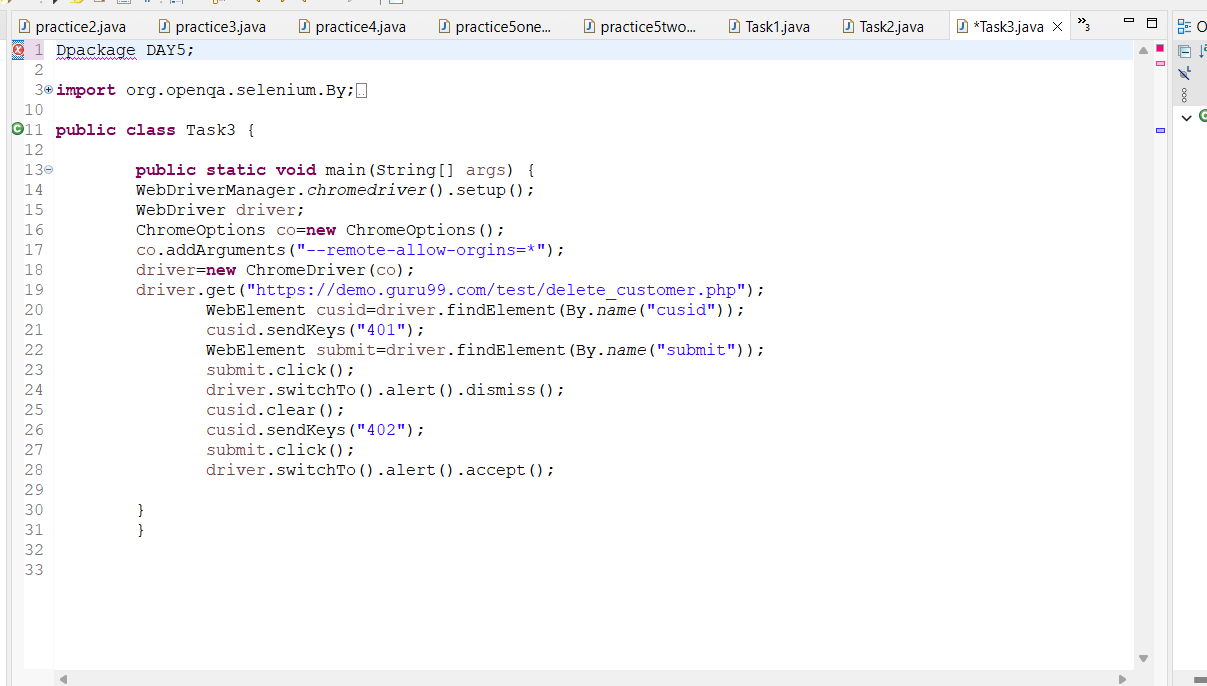 practice2.java practice3.java practice4.java practice5one... practice5two... Task1.java Task2.java *Task3.java »3
1 Dpackage DAY5;
2
3 import org.openqa.selenium.By;
10
11 public class Task3 {
12
13 public static void main(String[] args) {
14 WebDriverManager.chromedriver().setup();
15 WebDriver driver;
16 ChromeOptions co=new ChromeOptions();
17 co.addArguments("--remote-allow-orgins=*");
18 driver=new ChromeDriver(co);
19 driver.get("https://demo.guru99.com/test/delete_customer.php");
20 WebElement cusid=driver.findElement(By.name("cusid"));
21 cusid.sendKeys("401");
22 WebElement submit=driver.findElement(By.name("submit"));
23 submit.click();
24 driver.switchTo().alert().dismiss();
25 cusid.clear();
26 cusid.sendKeys("402");
27 submit.click();
28 driver.switchTo().alert().accept();
29
30 }
31 }
32
33